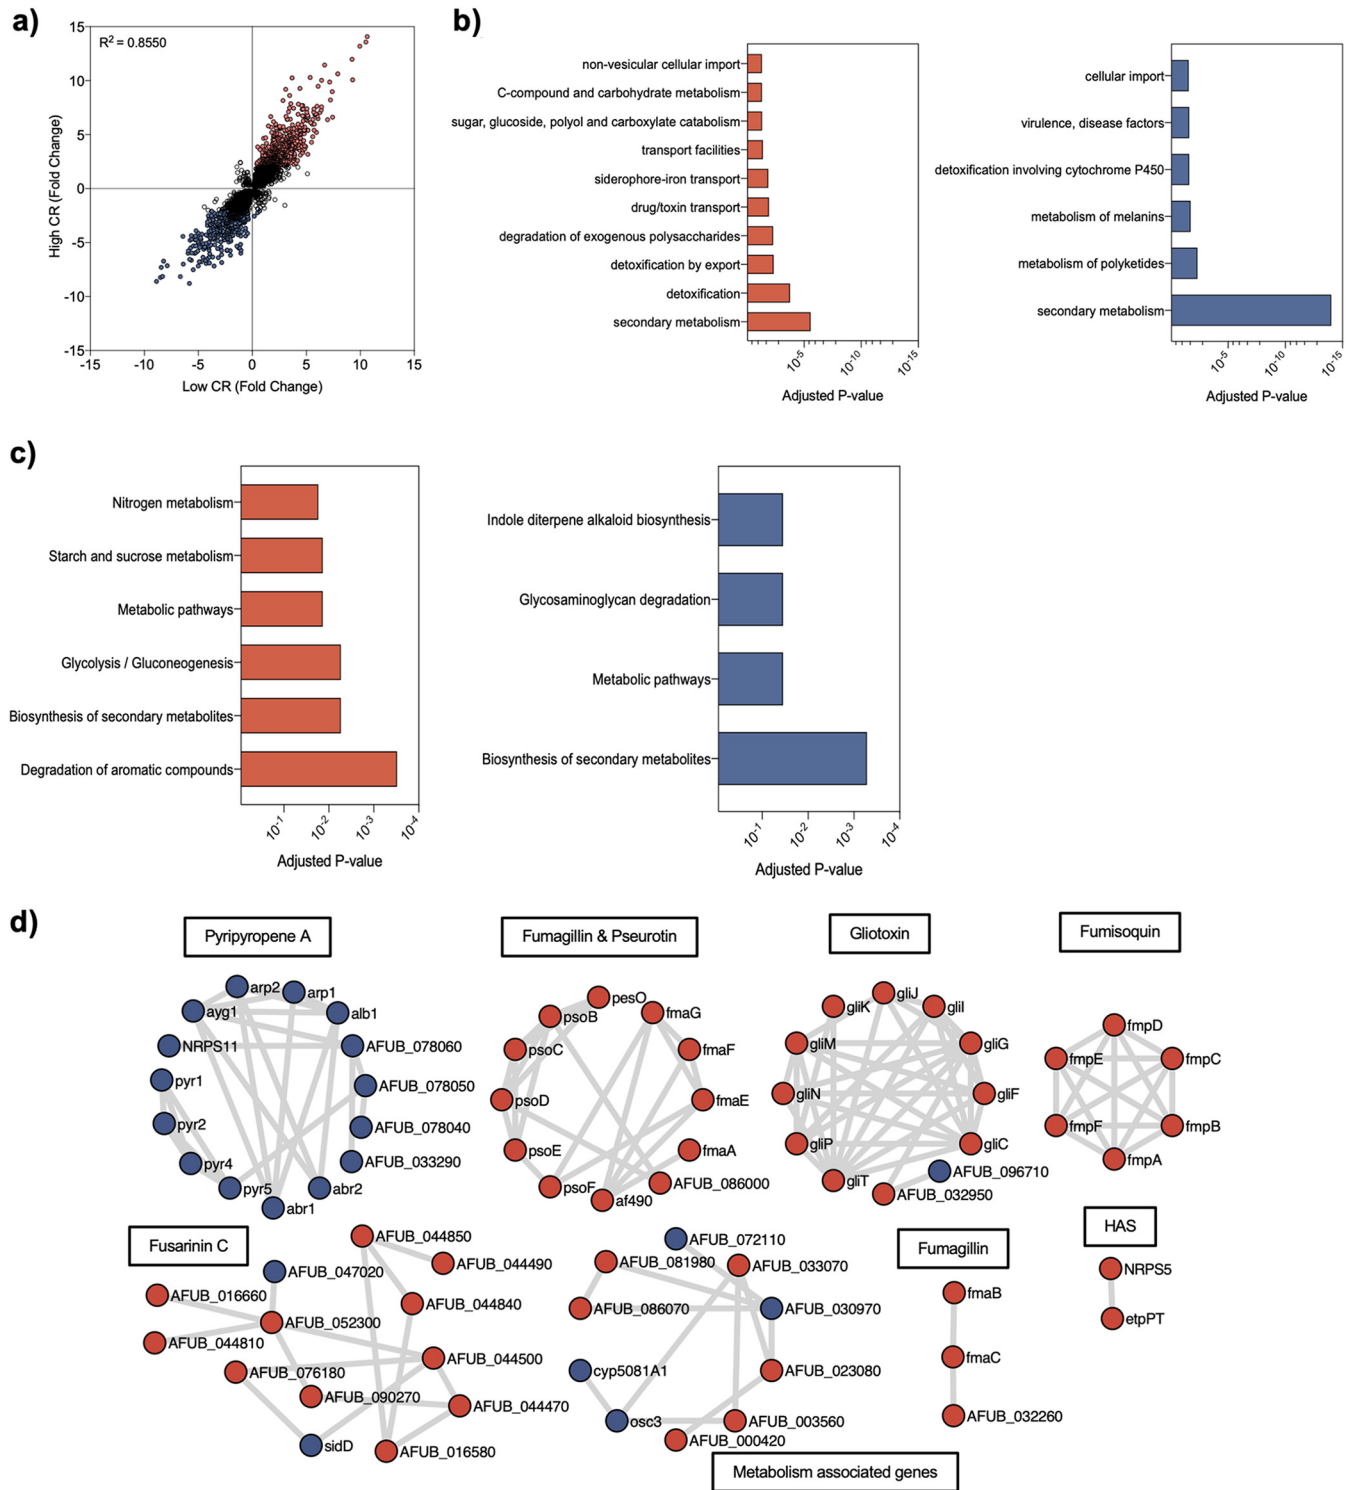 a)
R² = 0.8550
15
10
5
0
-5
-10
-15
High CR (Fold Change)
-15 -10 -5 0 5 10 15
Low CR (Fold Change)
b)
non-vesicular cellular import
C-compound and carbohydrate metabolism
sugar, glucoside, polyol and carboxylate catabolism
transport facilities
siderophore-iron transport
drug/toxin transport
degradation of exogenous polysaccharides
detoxification by export
detoxification
secondary metabolism
10⁻⁵ 10⁻¹⁰ 10⁻¹⁵
Adjusted P-value
cellular import
virulence, disease factors
detoxification involving cytochrome P450
metabolism of melanins
metabolism of polyketides
secondary metabolism
10⁻⁵ 10⁻¹⁰ 10⁻¹⁵
Adjusted P-value
c)
Nitrogen metabolism
Starch and sucrose metabolism
Metabolic pathways
Glycolysis / Gluconeogenesis
Biosynthesis of secondary metabolites
Degradation of aromatic compounds
10⁻¹ 10⁻² 10⁻³ 10⁻⁴
Adjusted P-value
Indole diterpene alkaloid biosynthesis
Glycosaminoglycan degradation
Metabolic pathways
Biosynthesis of secondary metabolites
10⁻¹ 10⁻² 10⁻³ 10⁻⁴
Adjusted P-value
d)
Pyripyropene A
arp2
arp1
ayg1
alb1
NRPS11
AFUB_078060
pyr1
AFUB_078050
pyr2
AFUB_078040
pyr4
AFUB_033290
pyr5
abr2
abr1
Fumagillin & Pseurotin
pesO
psoB
fmaG
psoC
fmaF
psoD
fmaE
psoE
fmaA
psoF
AFUB_086000
af490
Gliotoxin
gliJ
gliK
gliI
gliM
gliG
gliN
gliF
gliP
gliC
AFUB_096710
gliT
AFUB_032950
Fumisoquin
fmpD
fmpE
fmpC
fmpF
fmpB
fmpA
Fusarinin C
AFUB_044850
AFUB_044490
AFUB_047020
AFUB_016660
AFUB_044840
AFUB_052300
AFUB_044810
AFUB_044500
AFUB_076180
AFUB_090270
AFUB_044470
sidD
AFUB_016580
AFUB_072110
AFUB_081980
AFUB_033070
AFUB_086070
AFUB_030970
cyp5081A1
AFUB_023080
osc3
AFUB_003560
AFUB_000420
Metabolism associated genes
Fumagillin
fmaB
fmaC
AFUB_032260
HAS
NRPS5
etpPT